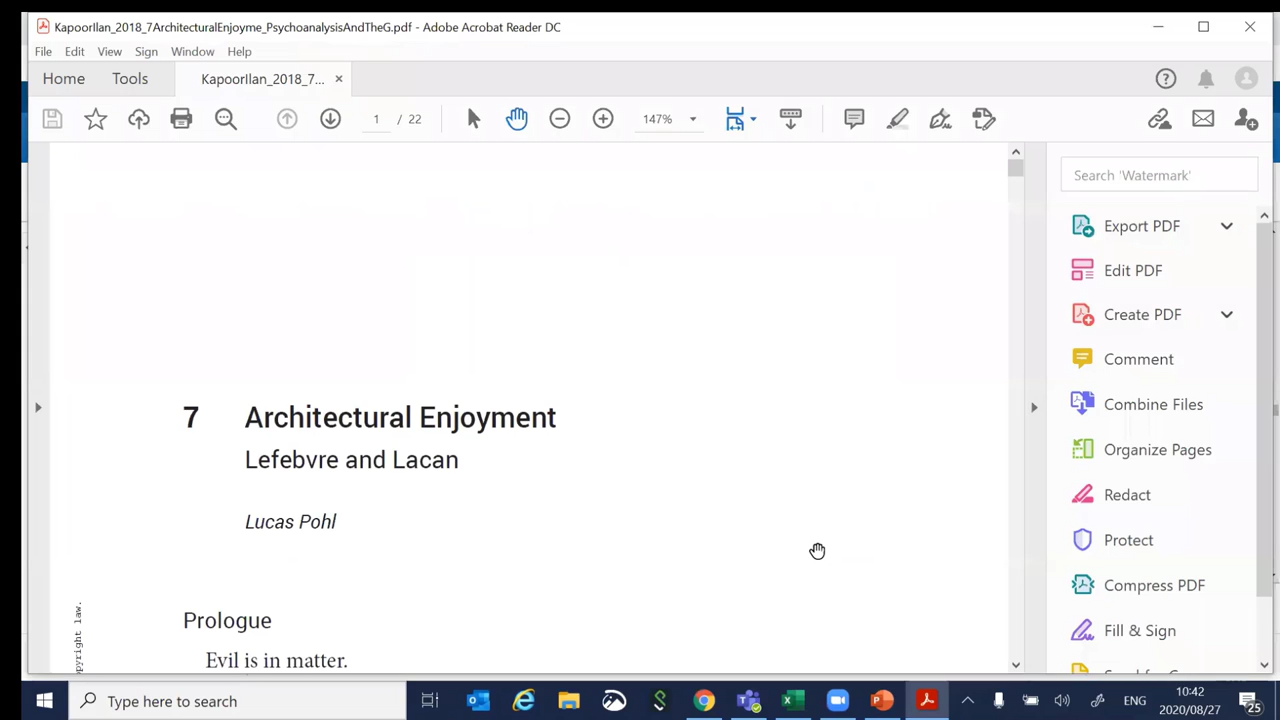 KapoorIlan_2018_7ArchitecturalEnjoyme_PsychoanalysisAndTheG.pdf - Adobe Acrobat Reader DC
File Edit View Sign Window Help
Home Tools KapoorIlan_2018_7... ×
1 / 22 147%
Search 'Watermark'
Export PDF
Edit PDF
Create PDF
Comment
Combine Files
Organize Pages
Redact
Protect
Compress PDF
Fill & Sign
7 Architectural Enjoyment
Lefebvre and Lacan
Lucas Pohl
Prologue
Evil is in matter.
opyright law.
Type here to search
ENG
10:42
2020/08/27
25